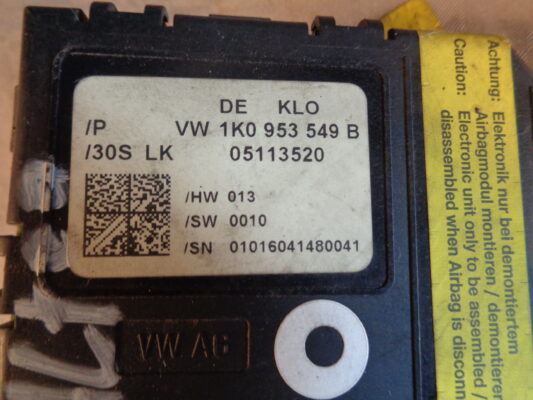 DE KLO
/P VW 1K0 953 549 B
/30S LK 05113520
/HW 013
/SW 0010
/SN 01016041480041
VW AG
Achtung: Elektronik nur bei demontiertem
Airbagmodul montieren / demontieren
Caution: Electronic unit only to be assembled /
disassembled when Airbag is disconn